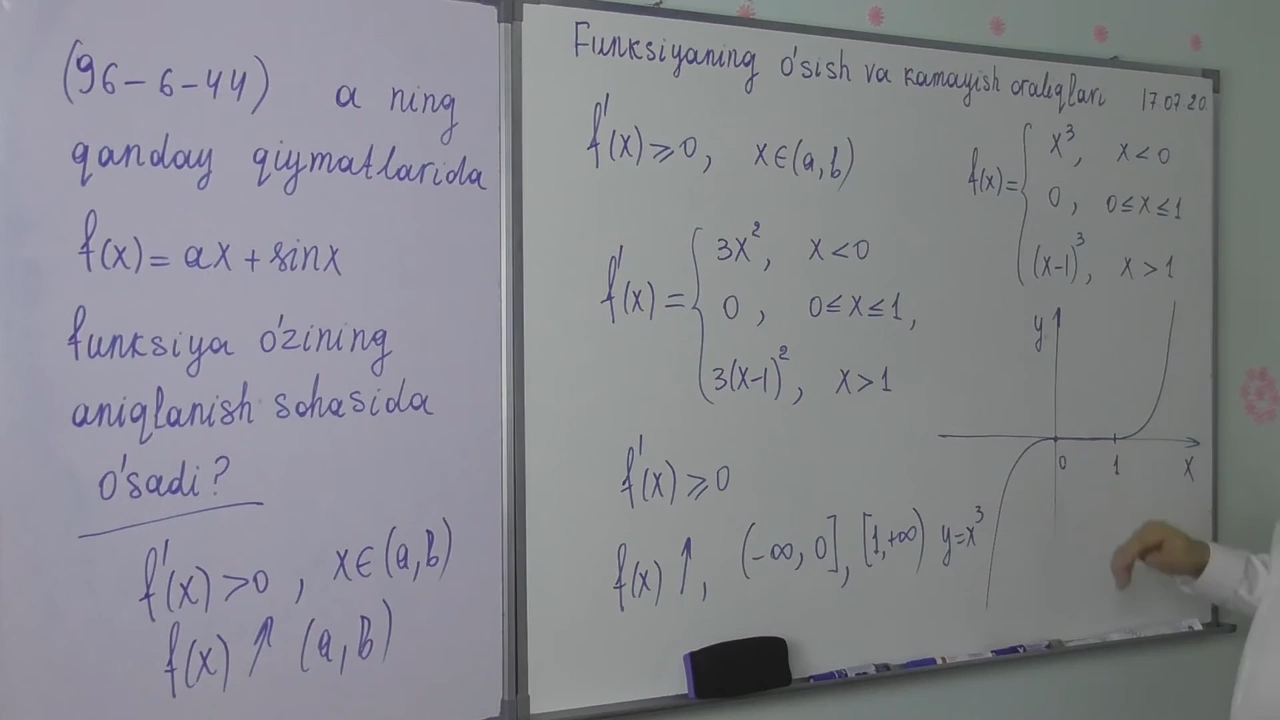 (96-6-44) a ning
qanday qiymatlarida
f(x)=ax+sinx
funksiya o'zining
aniqlanish sohasida
o'sadi?
f'(x)>0, x∈(a,b)
f(x)↑ (a,b)
Funksiyaning o'sish va kamayish oraliqlari 17.07.20.
f'(x)≥0, x∈(a,b)
f(x)={ x³, x<0
0, 0≤x≤1
(x-1)³, x>1
f'(x)={ 3x², x<0
0, 0≤x≤1,
3(x-1)², x>1
y
0 1 x
f'(x)≥0
f(x)↑, (-∞,0], [1,+∞) y=x³